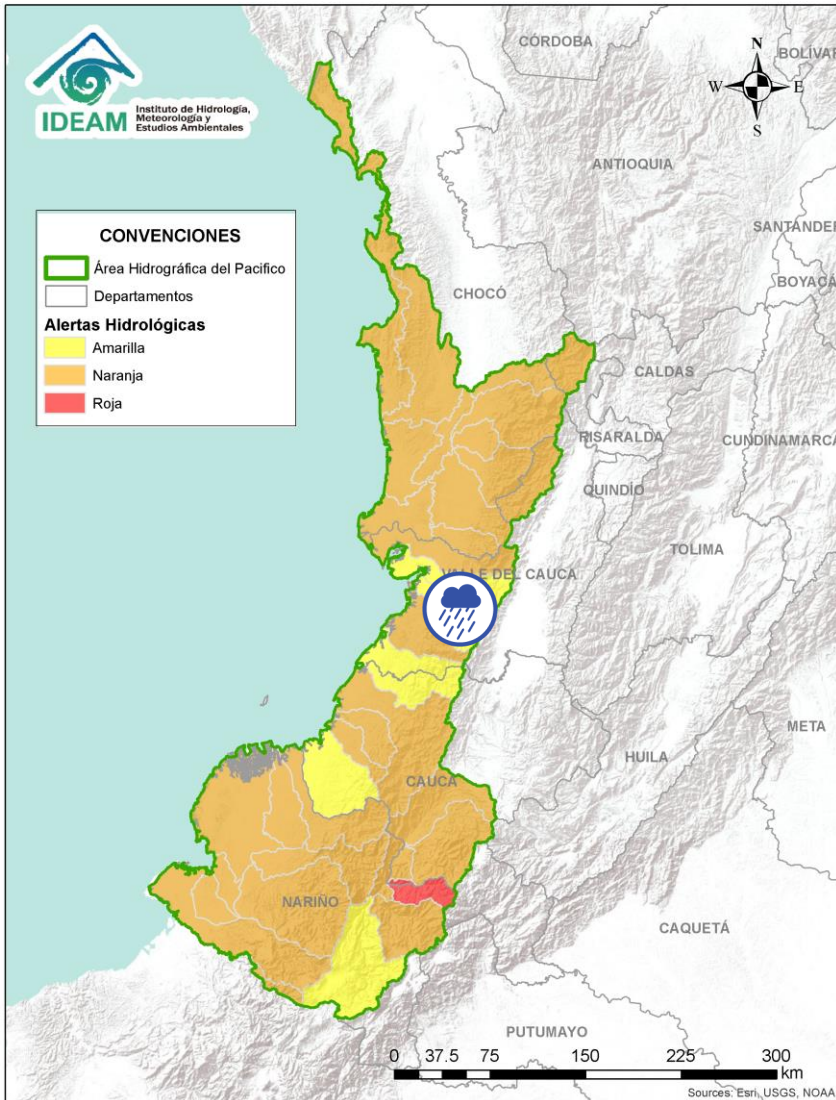 CÓRDOBA
BOLÍVAR
IDEAM
Instituto de Hidrología,
Meteorología y
Estudios Ambientales
N
W
E
S
ANTIOQUIA
SANTANDER
CONVENCIONES
Área Hidrográfica del Pacifico
Departamentos
Alertas Hidrológicas
Amarilla
Naranja
Roja
BOYACÁ
CHOCÓ
CALDAS
RISARALDA
CUNDINAMARCA
QUINDÍO
TOLIMA
VALLE DEL CAUCA
META
HUILA
CAUCA
NARIÑO
CAQUETÁ
PUTUMAYO
0 37.5 75 150 225 300
km
Sources: Esri, USGS, NOAA